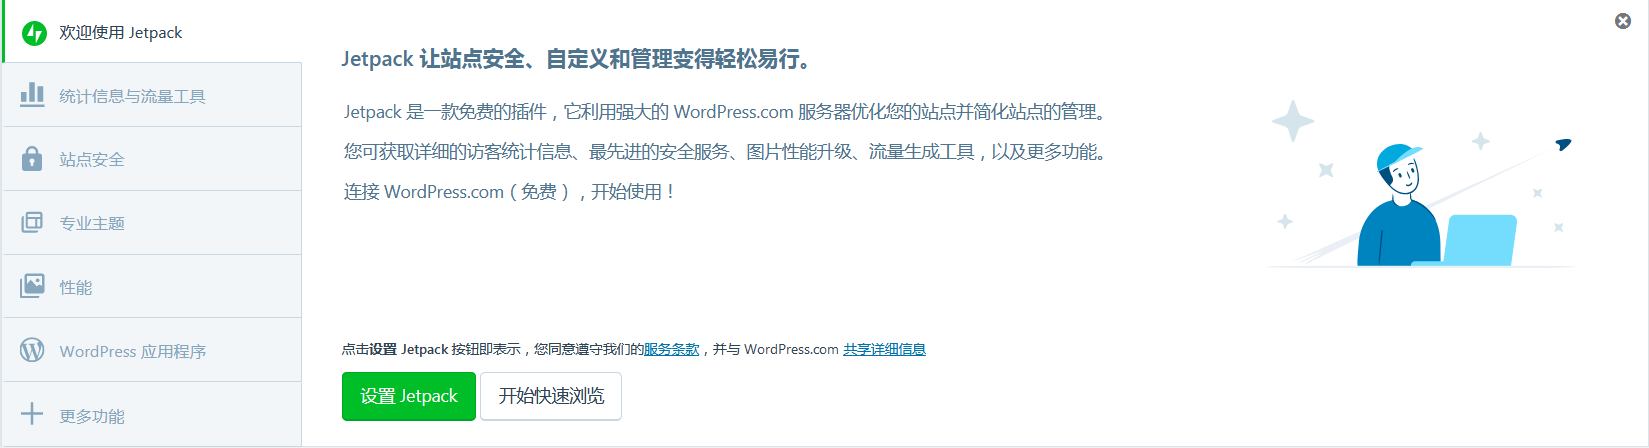 欢迎使用 Jetpack
统计信息与流量工具
站点安全
专业主题
性能
WordPress 应用程序
更多功能
Jetpack 让站点安全、自定义和管理变得轻松易行。
Jetpack 是一款免费的插件，它利用强大的 WordPress.com 服务器优化您的站点并简化站点的管理。
您可获取详细的访客统计信息、最先进的安全服务、图片性能升级、流量生成工具，以及更多功能。
连接 WordPress.com（免费），开始使用！
点击设置 Jetpack 按钮即表示，您同意遵守我们的服务条款，并与 WordPress.com 共享详细信息
设置 Jetpack
开始快速浏览